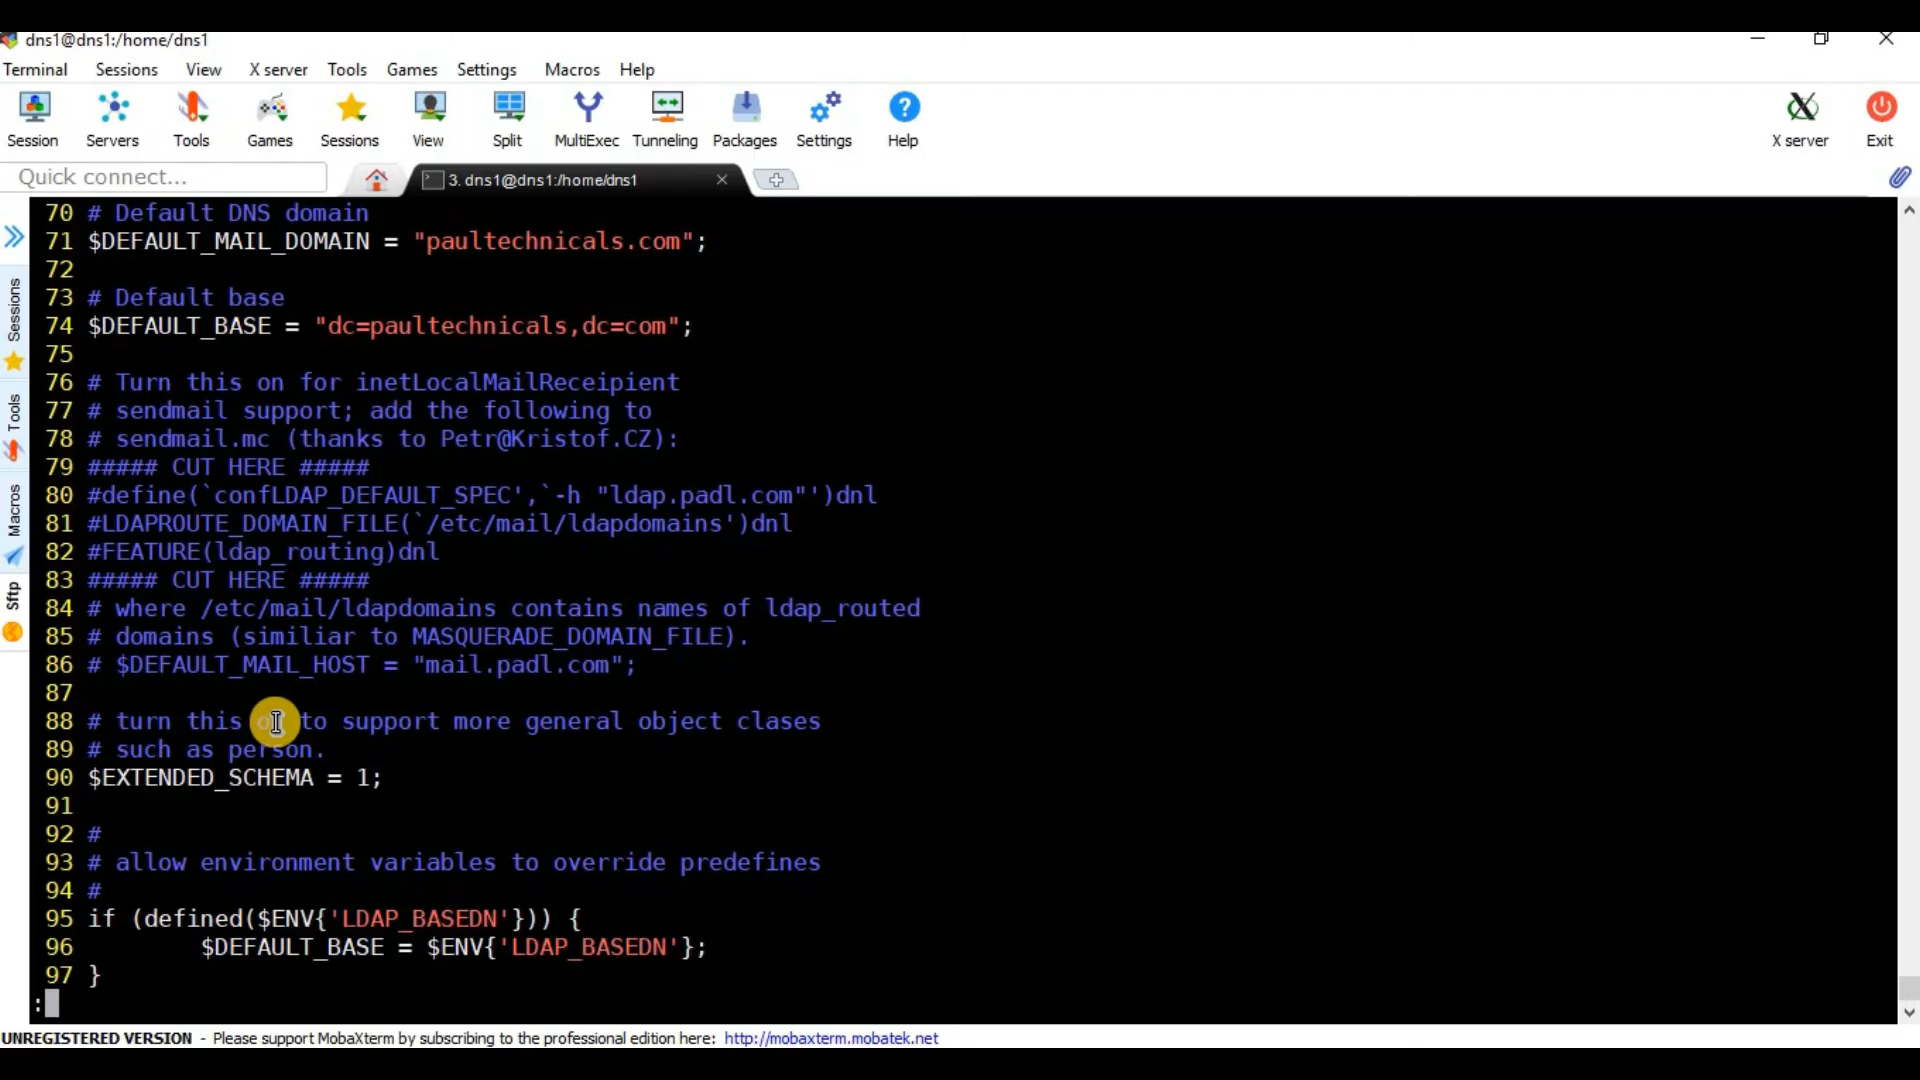 dns1@dns1:/home/dns1
Terminal Sessions View X server Tools Games Settings Macros Help
Session Servers Tools Games Sessions View Split MultiExec Tunneling Packages Settings Help X server Exit
Quick connect...
3. dns1@dns1:/home/dns1
Sessions
Tools
Macros
Sftp
70 # Default DNS domain
71 $DEFAULT_MAIL_DOMAIN = "paultechnicals.com";
72
73 # Default base
74 $DEFAULT_BASE = "dc=paultechnicals,dc=com";
75
76 # Turn this on for inetLocalMailReceipient
77 # sendmail support; add the following to
78 # sendmail.mc (thanks to Petr@Kristof.CZ):
79 ##### CUT HERE #####
80 #define(`confLDAP_DEFAULT_SPEC',`-h "ldap.padl.com"')dnl
81 #LDAPROUTE_DOMAIN_FILE(`/etc/mail/ldapdomains')dnl
82 #FEATURE(ldap_routing)dnl
83 ##### CUT HERE #####
84 # where /etc/mail/ldapdomains contains names of ldap_routed
85 # domains (similiar to MASQUERADE_DOMAIN_FILE).
86 # $DEFAULT_MAIL_HOST = "mail.padl.com";
87
88 # turn this to support more general object clases
89 # such as person.
90 $EXTENDED_SCHEMA = 1;
91
92 #
93 # allow environment variables to override predefines
94 #
95 if (defined($ENV{'LDAP_BASEDN'})) {
96 $DEFAULT_BASE = $ENV{'LDAP_BASEDN'};
97 }
:
UNREGISTERED VERSION - Please support MobaXterm by subscribing to the professional edition here: http://mobaxterm.mobatek.net